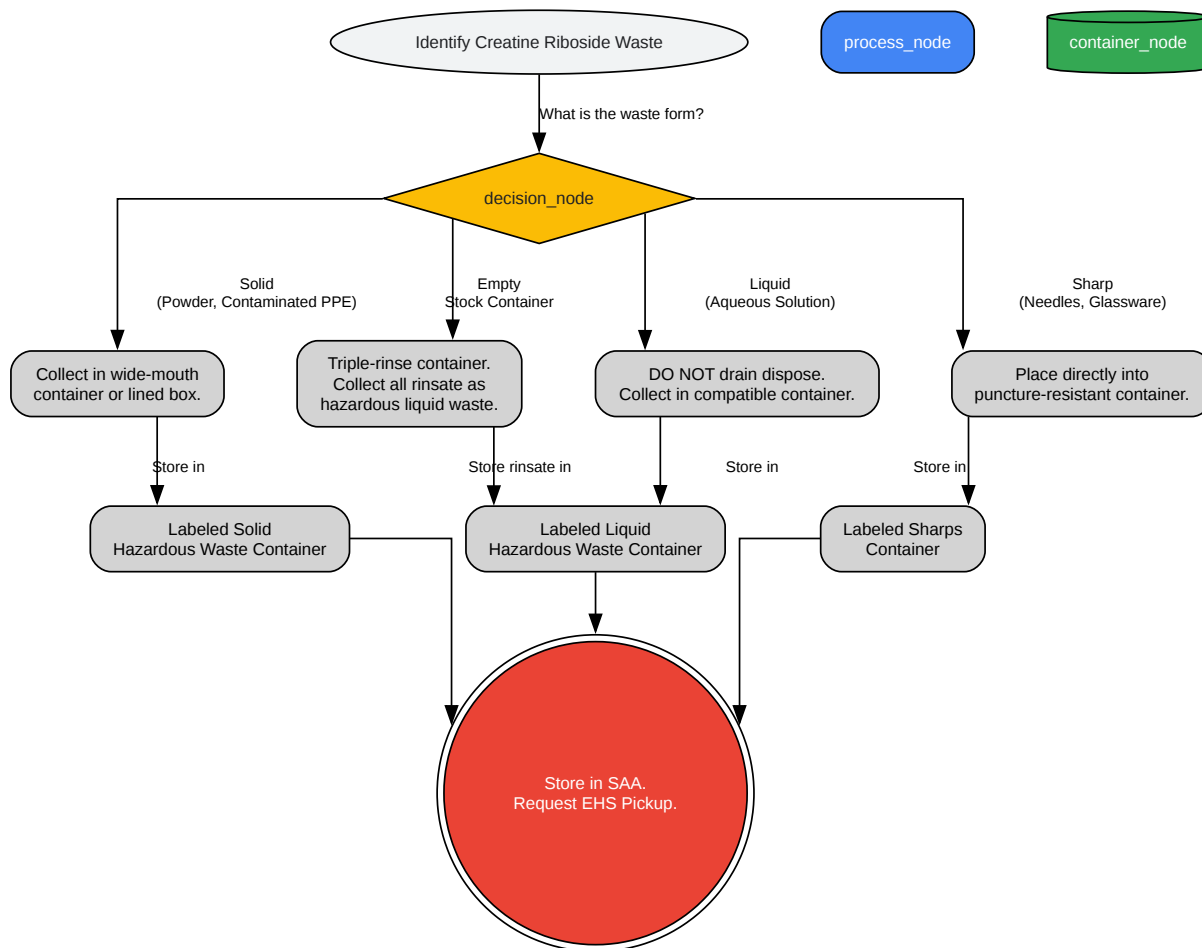 Identify Creatine Riboside Waste
process_node
container_node
What is the waste form?
decision_node
Solid
(Powder, Contaminated PPE)
Empty
Stock Container
Liquid
(Aqueous Solution)
Sharp
(Needles, Glassware)
Collect in wide-mouth
container or lined box.
Triple-rinse container.
Collect all rinsate as
hazardous liquid waste.
DO NOT drain dispose.
Collect in compatible container.
Place directly into
puncture-resistant container.
Store in
Store rinsate in
Store in
Store in
Labeled Solid
Hazardous Waste Container
Labeled Liquid
Hazardous Waste Container
Labeled Sharps
Container
Store in SAA.
Request EHS Pickup.